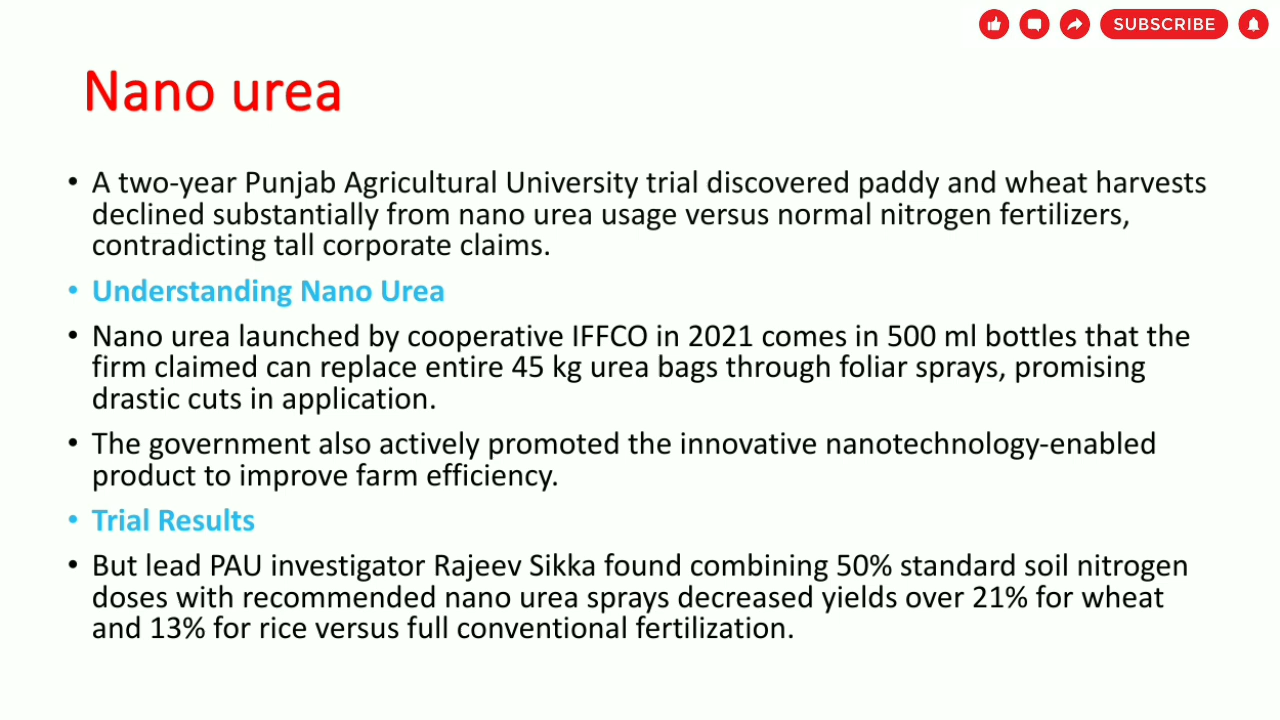 SUBSCRIBE
Nano urea
• A two-year Punjab Agricultural University trial discovered paddy and wheat harvests
declined substantially from nano urea usage versus normal nitrogen fertilizers,
contradicting tall corporate claims.
• Understanding Nano Urea
• Nano urea launched by cooperative IFFCO in 2021 comes in 500 ml bottles that the
firm claimed can replace entire 45 kg urea bags through foliar sprays, promising
drastic cuts in application.
• The government also actively promoted the innovative nanotechnology-enabled
product to improve farm efficiency.
• Trial Results
• But lead PAU investigator Rajeev Sikka found combining 50% standard soil nitrogen
doses with recommended nano urea sprays decreased yields over 21% for wheat
and 13% for rice versus full conventional fertilization.